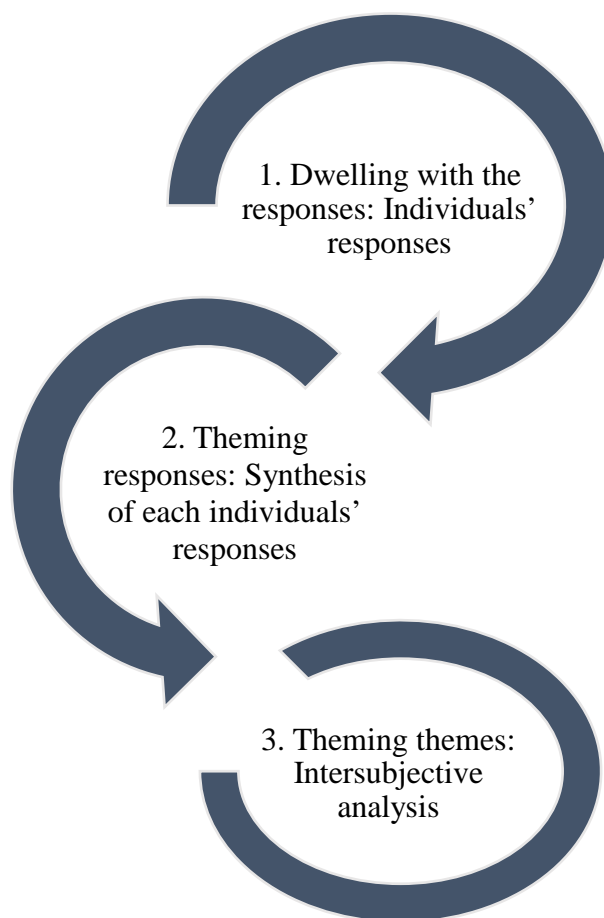 1. Dwelling with the
responses: Individuals’
responses
2. Theming
responses: Synthesis
of each individuals’
responses
3. Theming themes:
Intersubjective
analysis